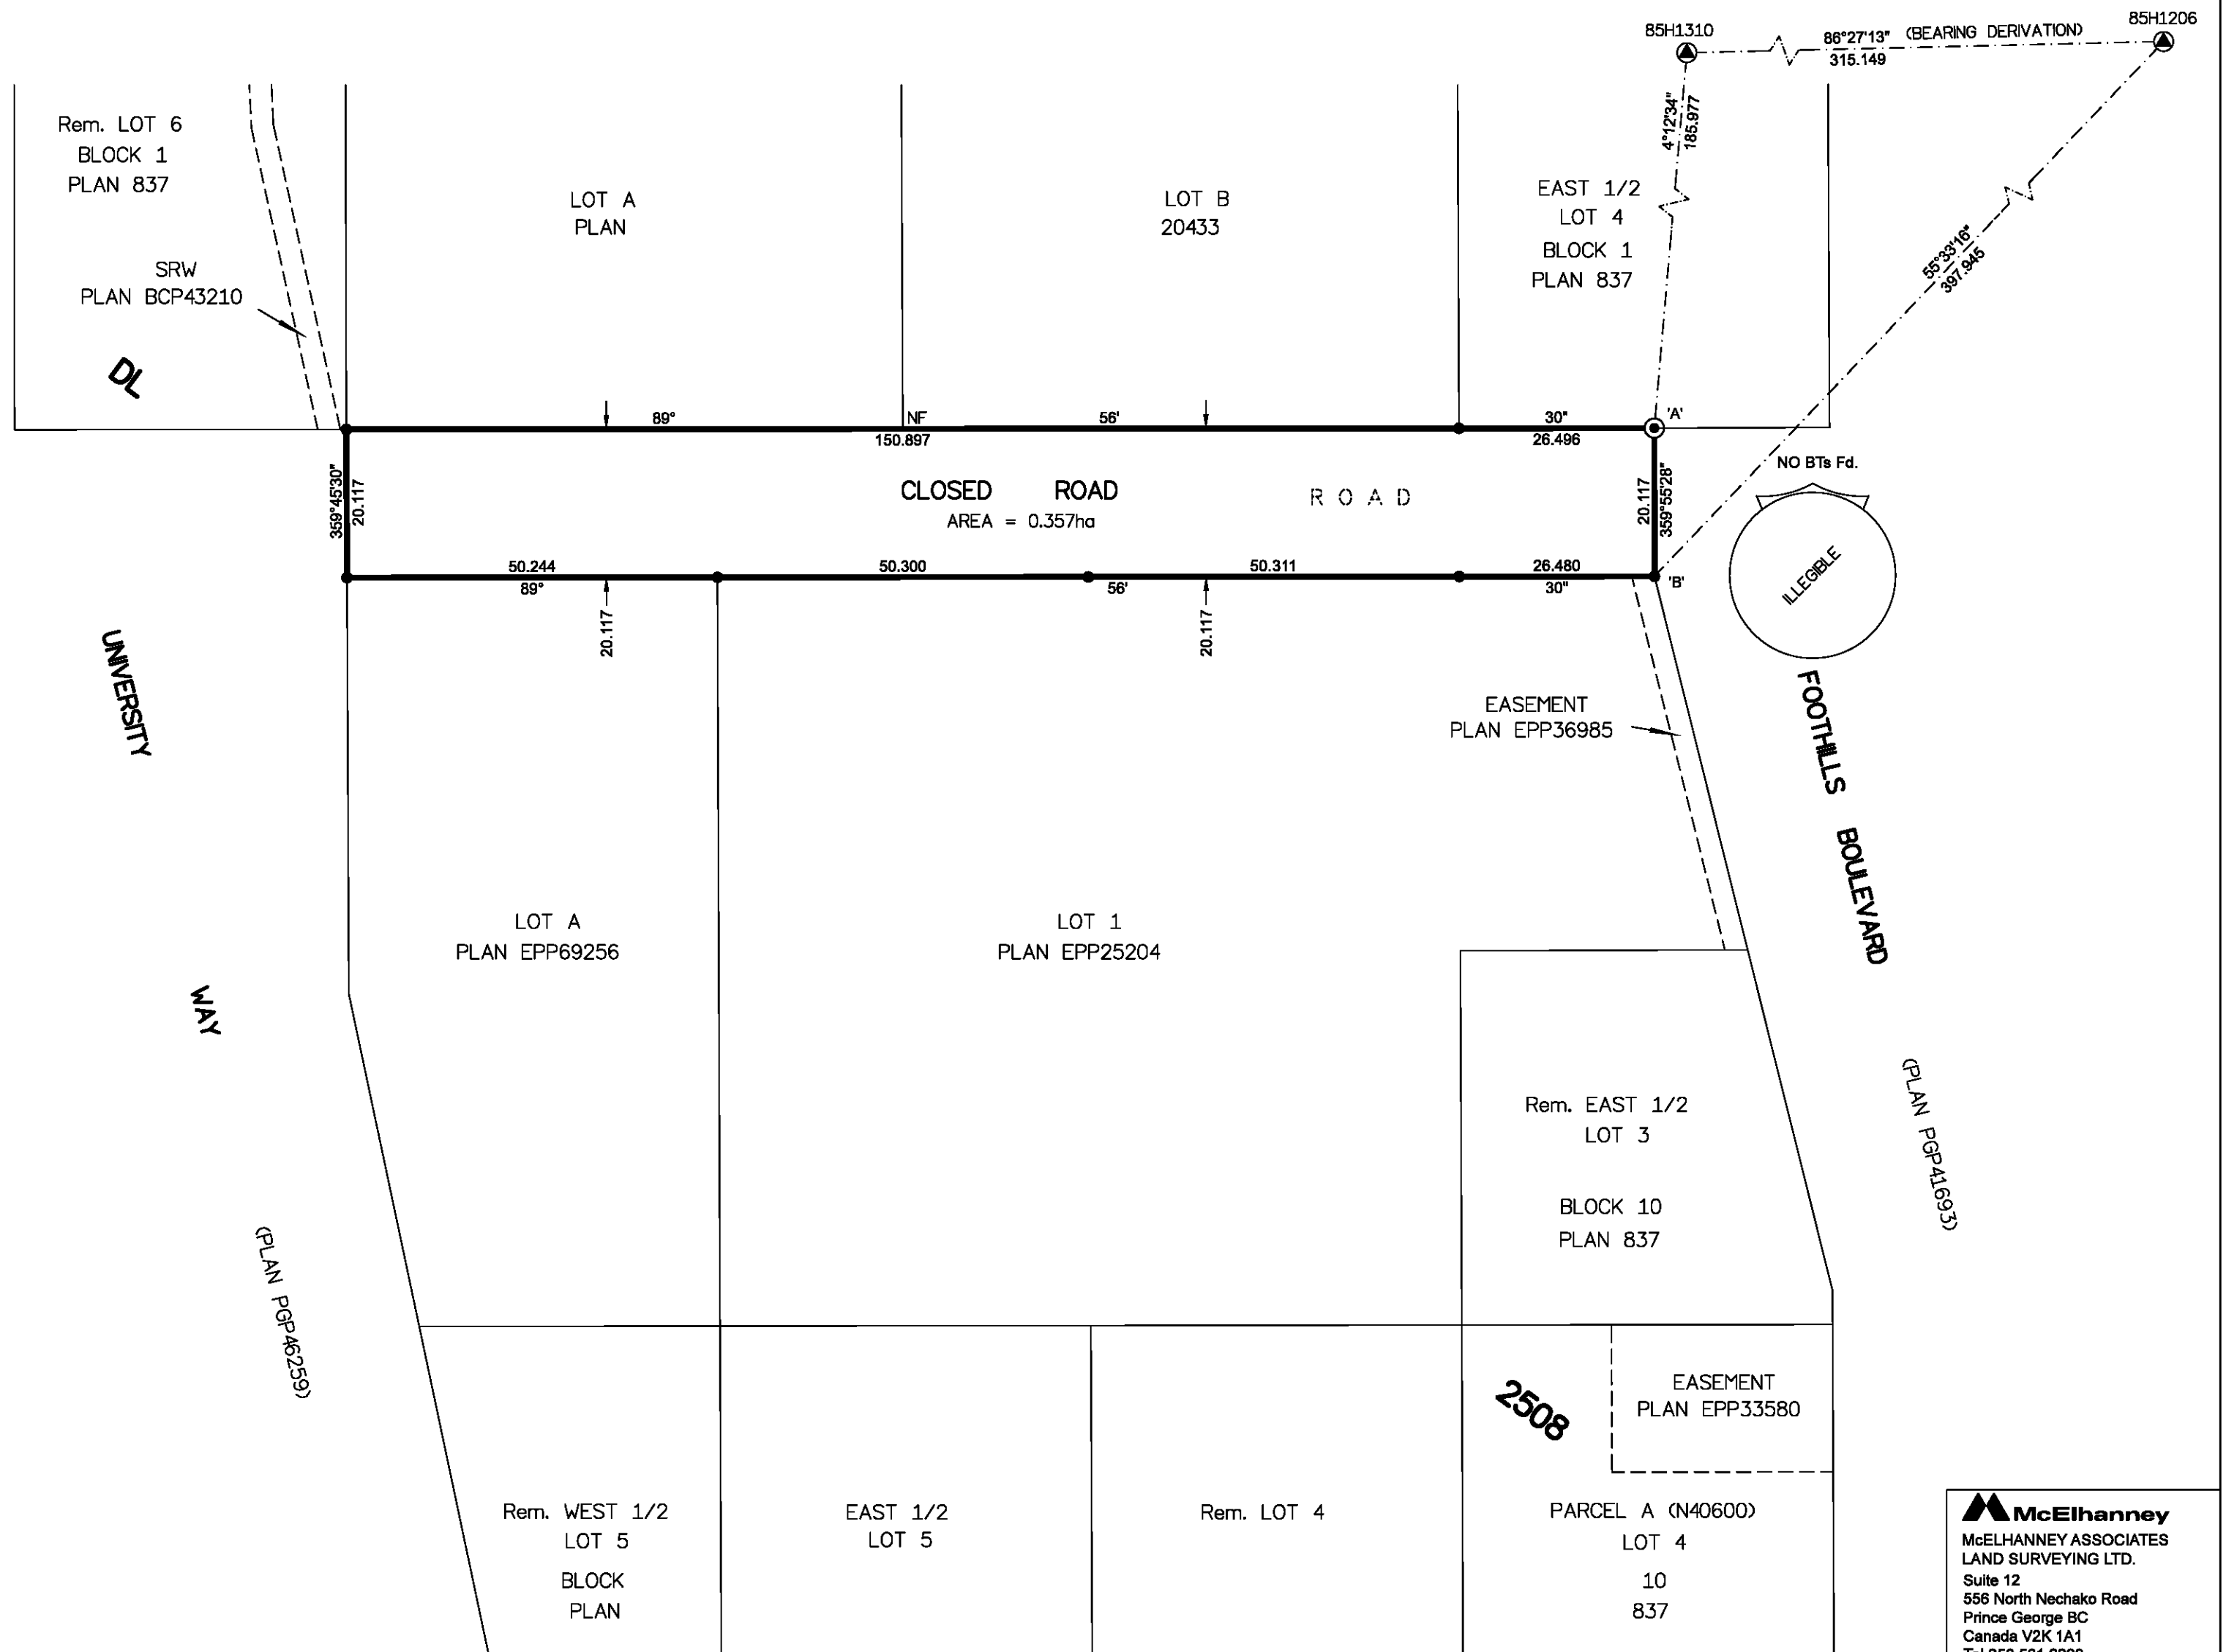 85H1310
86°27'13" (BEARING DERIVATION)
315.149
85H1206
4°12'34"
185.977
55°33'16"
397.945
Rem. LOT 6
BLOCK 1
PLAN 837
SRW
PLAN BCP43210
DL
LOT A
PLAN
LOT B
20433
EAST 1/2
LOT 4
BLOCK 1
PLAN 837
89° NF 56' 30" 'A'
150.897 26.496
359°45'30"
20.117
CLOSED ROAD
AREA = 0.357ha
ROAD
20.117
359°55'28"
NO BTs Fd.
ILLEGIBLE
50.244 50.300 50.311 26.480
89° 56' 30" 'B'
20.117
20.117
UNIVERSITY
WAY
(PLAN PGP46259)
EASEMENT
PLAN EPP36985
FOOTHILLS BOULEVARD
(PLAN PGP41693)
LOT A
PLAN EPP69256
LOT 1
PLAN EPP25204
Rem. EAST 1/2
LOT 3
BLOCK 10
PLAN 837
2508
EASEMENT
PLAN EPP33580
Rem. WEST 1/2
LOT 5
BLOCK
PLAN
EAST 1/2
LOT 5
Rem. LOT 4
PARCEL A (N40600)
LOT 4
10
837
McElhanney
McELHANNEY ASSOCIATES
LAND SURVEYING LTD.
Suite 12
556 North Nechako Road
Prince George BC
Canada V2K 1A1